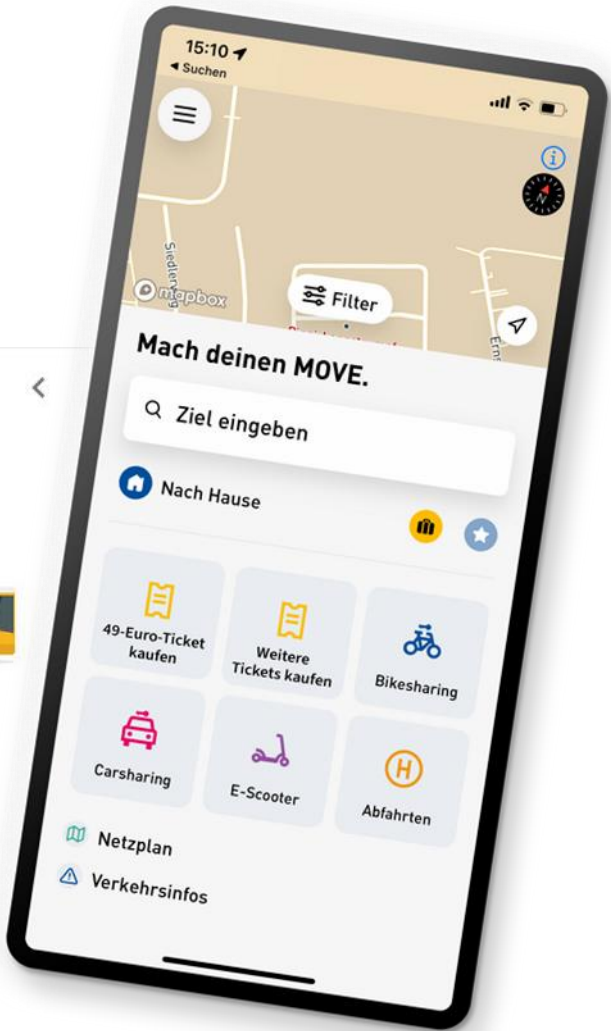 15:10
◀ Suchen
Siedlerweg
mapbox
Filter
Mach deinen MOVE.
Ziel eingeben
Nach Hause
49-Euro-Ticket
kaufen
Weitere
Tickets kaufen
Bikesharing
Carsharing
E-Scooter
H
Abfahrten
Netzplan
Verkehrsinfos